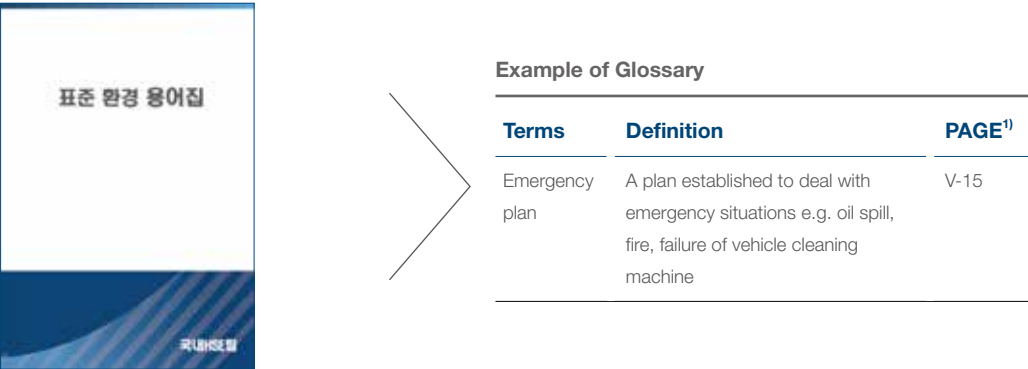 표준 환경 용어집
국내HSE팀
Example of Glossary
Terms Definition PAGE1)
Emergency A plan established to deal with V-15
plan emergency situations e.g. oil spill,
fire, failure of vehicle cleaning
machine